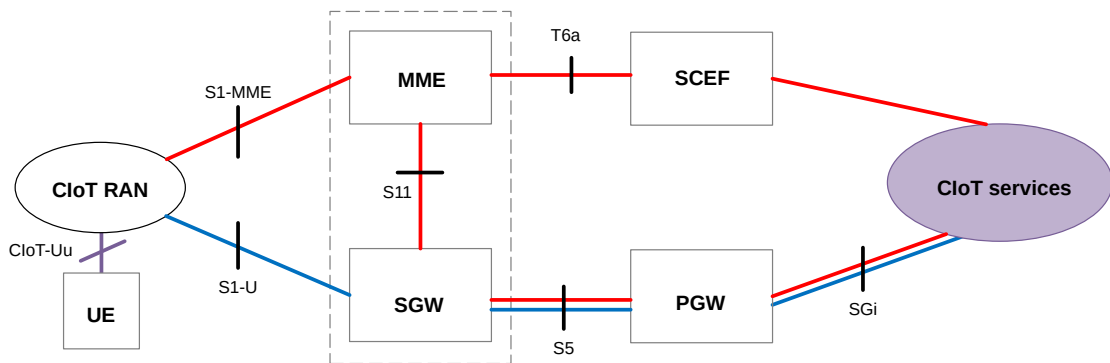 T6a
MME
SCEF
S1-MME
CIoT RAN
S11
CIoT services
CIoT-Uu
S1-U
UE
SGW
PGW
SGi
S5